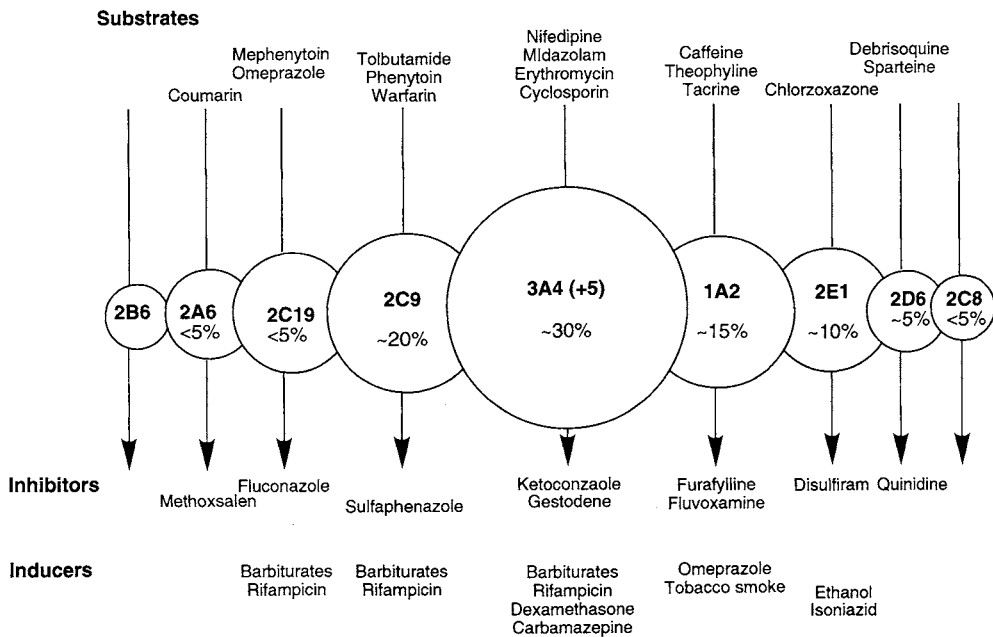 Substrates
Coumarin
Mephenytoin
Omeprazole
Tolbutamide
Phenytoin
Warfarin
Nifedipine
Midazolam
Erythromycin
Cyclosporin
Caffeine
Theophyline
Tacrine
Chlorzoxazone
Debrisoquine
Sparteine
2B6
2A6
<5%
2C19
<5%
2C9
~20%
3A4 (+5)
~30%
1A2
~15%
2E1
~10%
2D6
~5%
2C8
<5%
Inhibitors
Methoxsalen
Fluconazole
Sulfaphenazole
Ketoconzaole
Gestodene
Furafylline
Fluvoxamine
Disulfiram
Quinidine
Inducers
Barbiturates
Rifampicin
Barbiturates
Rifampicin
Barbiturates
Rifampicin
Dexamethasone
Carbamazepine
Omeprazole
Tobacco smoke
Ethanol
Isoniazid